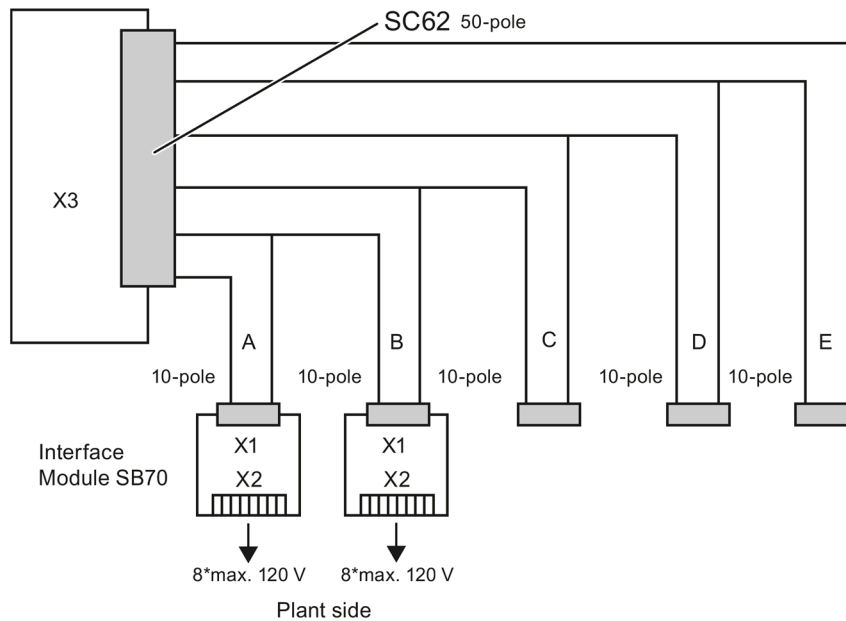 SC62 50-pole
X3
A B C D E
10-pole 10-pole 10-pole 10-pole 10-pole
X1 X1
Interface
Module SB70
X2 X2
8*max. 120 V 8*max. 120 V
Plant side